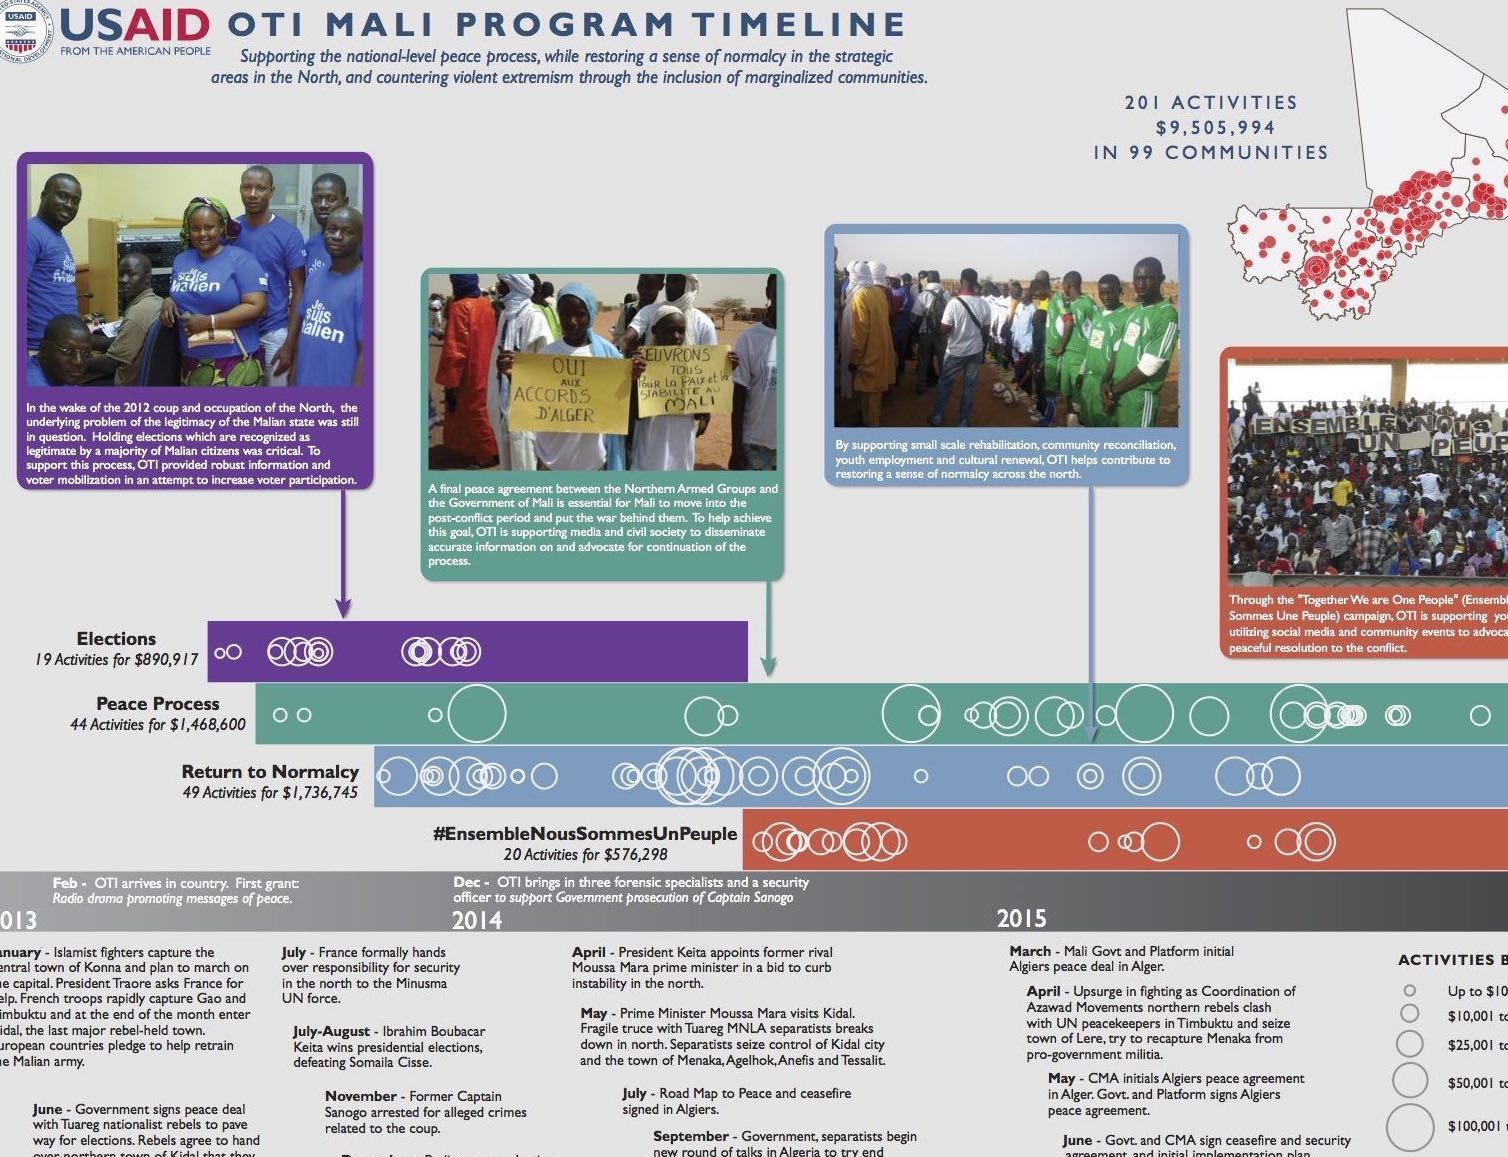 USAID
FROM THE AMERICAN PEOPLE
OTI MALI PROGRAM TIMELINE
Supporting the national-level peace process, while restoring a sense of normalcy in the strategic
areas in the North, and countering violent extremism through the inclusion of marginalized communities.
201 ACTIVITIES
$9,505,994
IN 99 COMMUNITIES
Je
suis
Malien
Je
suis
alien
In the wake of the 2012 coup and occupation of the North, the
underlying problem of the legitimacy of the Malian state was still
in question. Holding elections which are recognized as
legitimate by a majority of Malian citizens was critical. To
support this process, OTI provided robust information and
voter mobilization in an attempt to increase voter participation.
OUI
AUX
ACCORDS
D'ALGER
EUVRONS
TOUS
POUR La PAIX et la
STABILITE AU
MALI
A final peace agreement between the Northern Armed Groups and
the Government of Mali is essential for Mali to move into the
post-conflict period and put the war behind them. To help achieve
this goal, OTI is supporting media and civil society to disseminate
accurate information on and advocate for continuation of the
process.
By supporting small scale rehabilitation, community reconciliation,
youth employment and cultural renewal, OTI helps contribute to
restoring a sense of normalcy across the north.
ENSEMBLE NOUS
UN PEUP
Through the "Together We are One People" (Ensembl
Sommes Une Peuple) campaign, OTI is supporting yo
utilizing social media and community events to advoca
peaceful resolution to the conflict.
Elections
19 Activities for $890,917
Peace Process
44 Activities for $1,468,600
Return to Normalcy
49 Activities for $1,736,745
#EnsembleNousSommesUnPeuple
20 Activities for $576,298
Feb - OTI arrives in country. First grant:
Radio drama promoting messages of peace.
Dec - OTI brings in three forensic specialists and a security
officer to support Government prosecution of Captain Sanogo
013
2014
2015
anuary - Islamist fighters capture the
entral town of Konna and plan to march on
he capital. President Traore asks France for
elp. French troops rapidly capture Gao and
imbuktu and at the end of the month enter
idal, the last major rebel-held town.
uropean countries pledge to help retrain
he Malian army.
June - Government signs peace deal
with Tuareg nationalist rebels to pave
way for elections. Rebels agree to hand
over northern town of Kidal that they
July - France formally hands
over responsibility for security
in the north to the Minusma
UN force.
July-August - Ibrahim Boubacar
Keita wins presidential elections,
defeating Somaila Cisse.
November - Former Captain
Sanogo arrested for alleged crimes
related to the coup.
April - President Keita appoints former rival
Moussa Mara prime minister in a bid to curb
instability in the north.
May - Prime Minister Moussa Mara visits Kidal.
Fragile truce with Tuareg MNLA separatists breaks
down in north. Separatists seize control of Kidal city
and the town of Menaka, Agelhok, Anefis and Tessalit.
July - Road Map to Peace and ceasefire
signed in Algiers.
September - Government, separatists begin
new round of talks in Algeria to try end
March - Mali Govt and Platform initial
Algiers peace deal in Alger.
April - Upsurge in fighting as Coordination of
Azawad Movements northern rebels clash
with UN peacekeepers in Timbuktu and seize
town of Lere, try to recapture Menaka from
pro-government militia.
May - CMA initials Algiers peace agreement
in Alger. Govt. and Platform signs Algiers
peace agreement.
June - Govt. and CMA sign ceasefire and security
agreement, and initial implementation plan
ACTIVITIES B
Up to $10
$10,001 to
$25,001 to
$50,001 to
$100,001 t